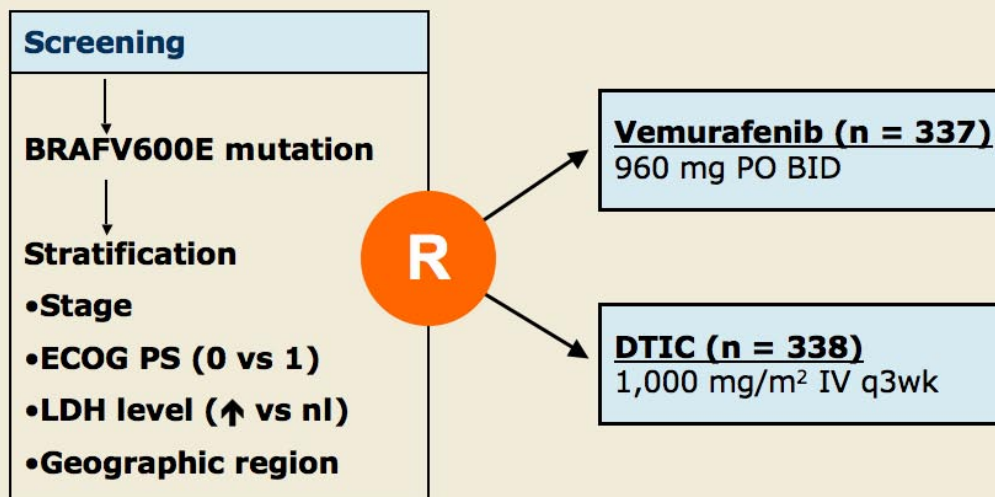 Screening
BRAFV600E mutation
Stratification
•Stage
•ECOG PS (0 vs 1)
•LDH level (↑ vs nl)
•Geographic region
R
Vemurafenib (n = 337)
960 mg PO BID
DTIC (n = 338)
1,000 mg/m² IV q3wk